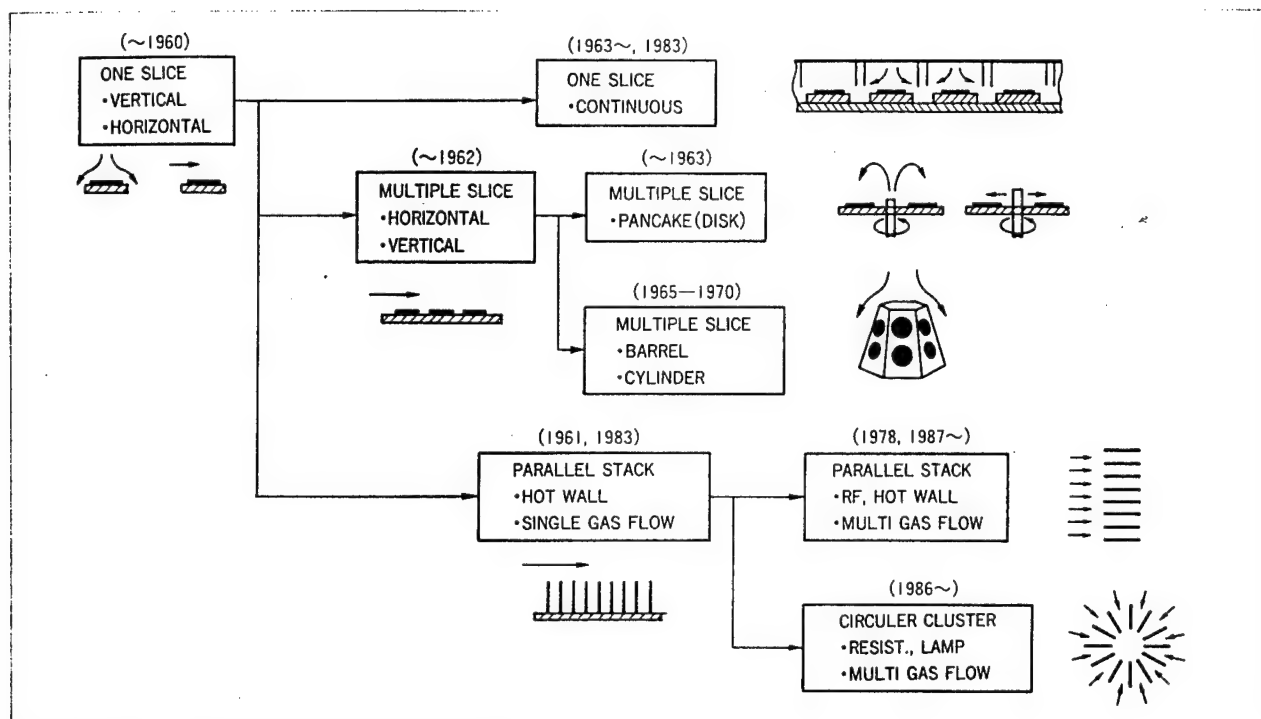 (~1960)
ONE SLICE
•VERTICAL
•HORIZONTAL
(1963~, 1983)
ONE SLICE
•CONTINUOUS
(~1962)
MULTIPLE SLICE
•HORIZONTAL
•VERTICAL
(~1963)
MULTIPLE SLICE
•PANCAKE(DISK)
(1965—1970)
MULTIPLE SLICE
•BARREL
•CYLINDER
(1961, 1983)
PARALLEL STACK
•HOT WALL
•SINGLE GAS FLOW
(1978, 1987~)
PARALLEL STACK
•RF, HOT WALL
•MULTI GAS FLOW
(1986~)
CIRCULER CLUSTER
•RESIST., LAMP
•MULTI GAS FLOW